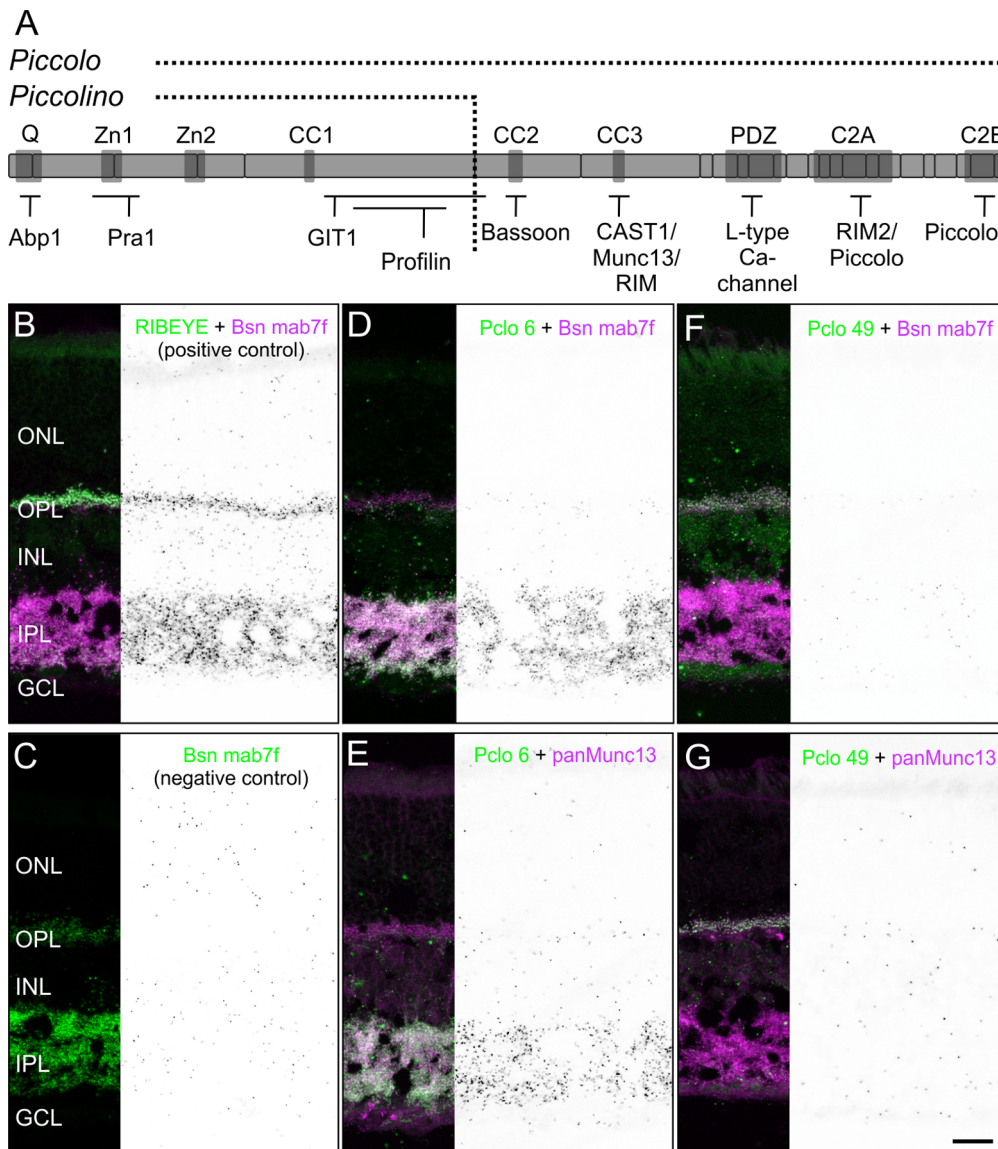 A
Piccolo
Piccolino
Q Zn1 Zn2 CC1 CC2 CC3 PDZ C2A C2B
Abp1 Pra1 GIT1 Profilin Bassoon CAST1/ Munc13/ RIM L-type Ca- channel RIM2/ Piccolo Piccolo
B RIBEYE + Bsn mab7f
(positive control)
ONL
OPL
INL
IPL
GCL
D Pclo 6 + Bsn mab7f
F Pclo 49 + Bsn mab7f
C Bsn mab7f
(negative control)
ONL
OPL
INL
IPL
GCL
E Pclo 6 + panMunc13
G Pclo 49 + panMunc13